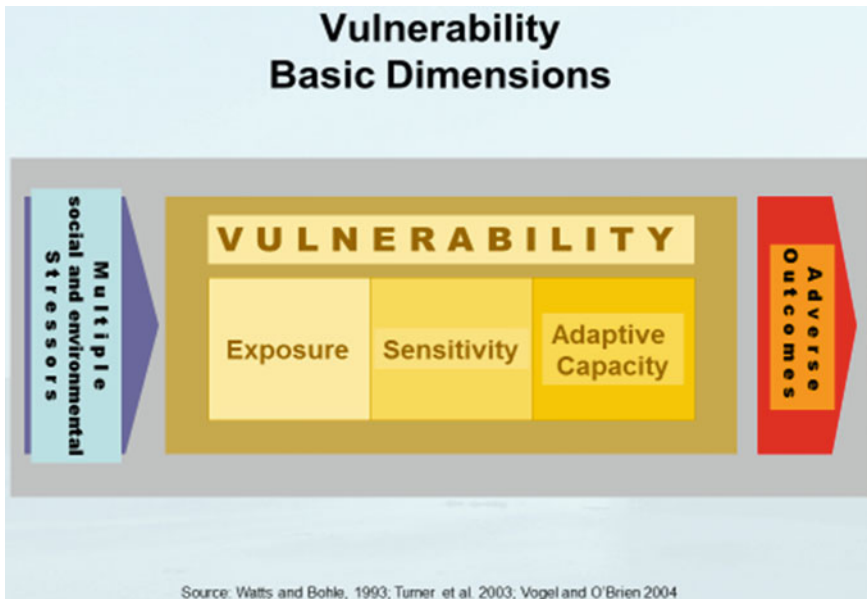 Vulnerability
Basic Dimensions
Multiple
social and environmental
Stressors
VULNERABILITY
Exposure
Sensitivity
Adaptive
Capacity
Adverse
Outcomes
Source: Watts and Bohle, 1993; Turner et al. 2003; Vogel and O'Brien 2004